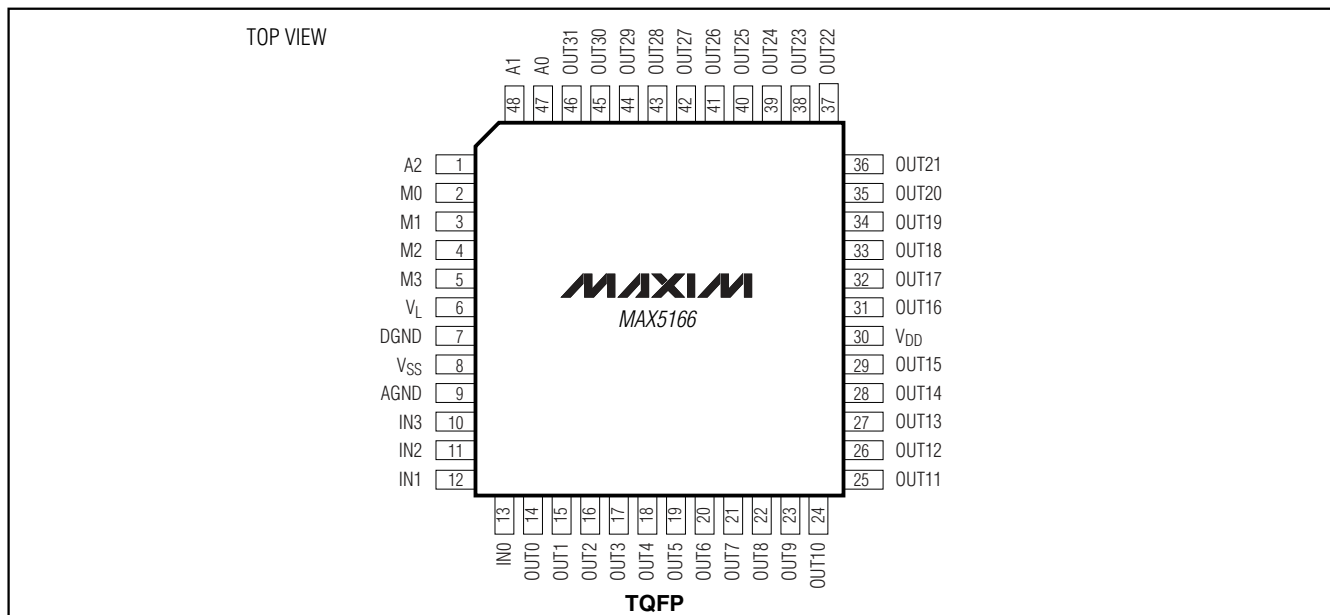 TOP VIEW
A1
A0
OUT31
OUT30
OUT29
OUT28
OUT27
OUT26
OUT25
OUT24
OUT23
OUT22
48
47
46
45
44
43
42
41
40
39
38
37
A2 1
M0 2
M1 3
M2 4
M3 5
VL 6
DGND 7
VSS 8
AGND 9
IN3 10
IN2 11
IN1 12
MAXIM
MAX5166
36 OUT21
35 OUT20
34 OUT19
33 OUT18
32 OUT17
31 OUT16
30 VDD
29 OUT15
28 OUT14
27 OUT13
26 OUT12
25 OUT11
13
14
15
16
17
18
19
20
21
22
23
24
IN0
OUT0
OUT1
OUT2
OUT3
OUT4
OUT5
OUT6
OUT7
OUT8
OUT9
OUT10
TQFP